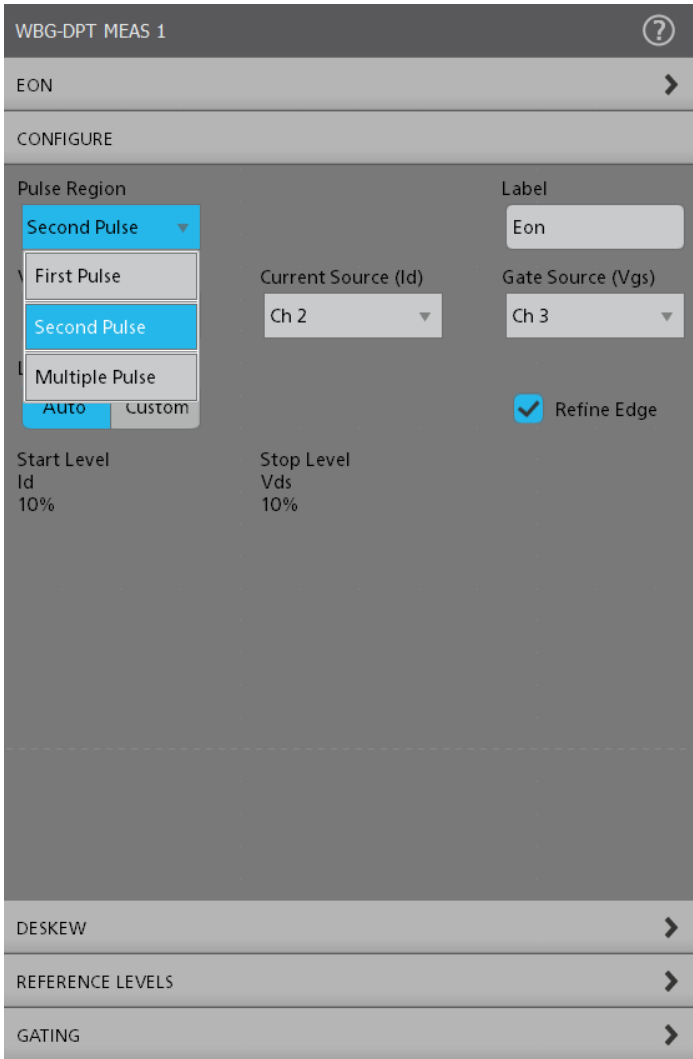 WBG-DPT MEAS 1
?
EON
CONFIGURE
Pulse Region
Label
Second Pulse
Eon
First Pulse
Current Source (Id)
Gate Source (Vgs)
Second Pulse
Ch 2
Ch 3
Multiple Pulse
Auto
Custom
Refine Edge
Start Level
Stop Level
Id
Vds
10%
10%
DESKEW
REFERENCE LEVELS
GATING